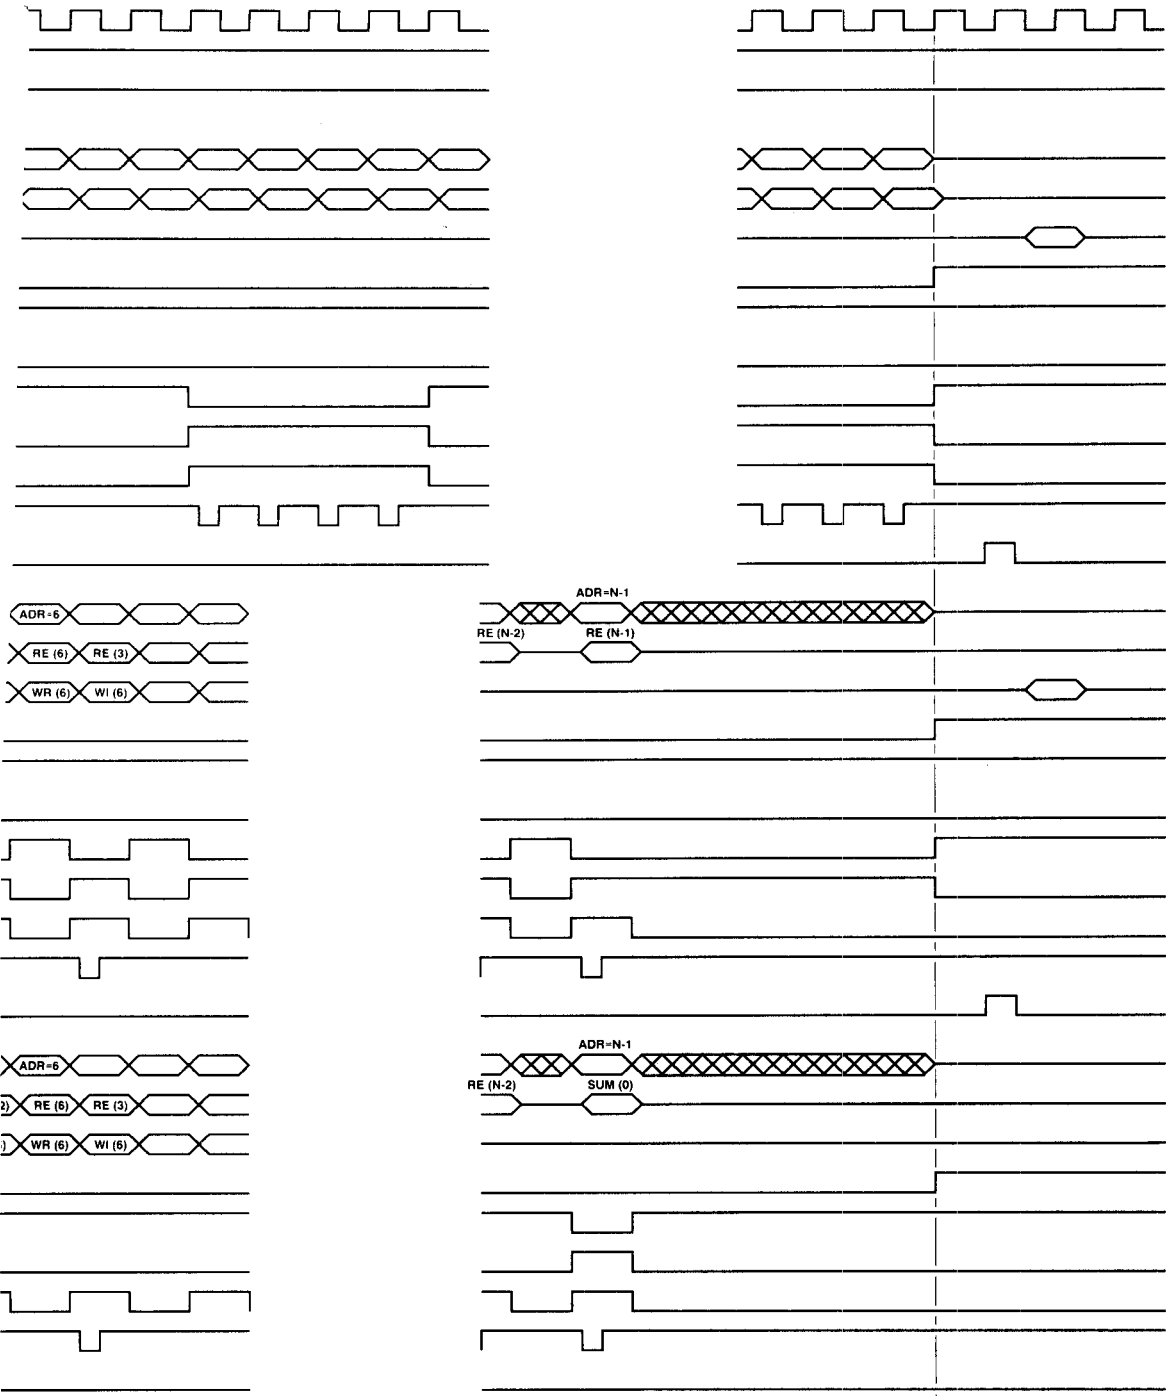 ADR=6
ADR=N-1
RE (N-2) RE (N-1)
RE (6) RE (3)
WR (6) WI (6)
ADR=6
ADR=N-1
RE (N-2) SUM (0)
2) RE (6) RE (3)
) WR (6) WI (6)